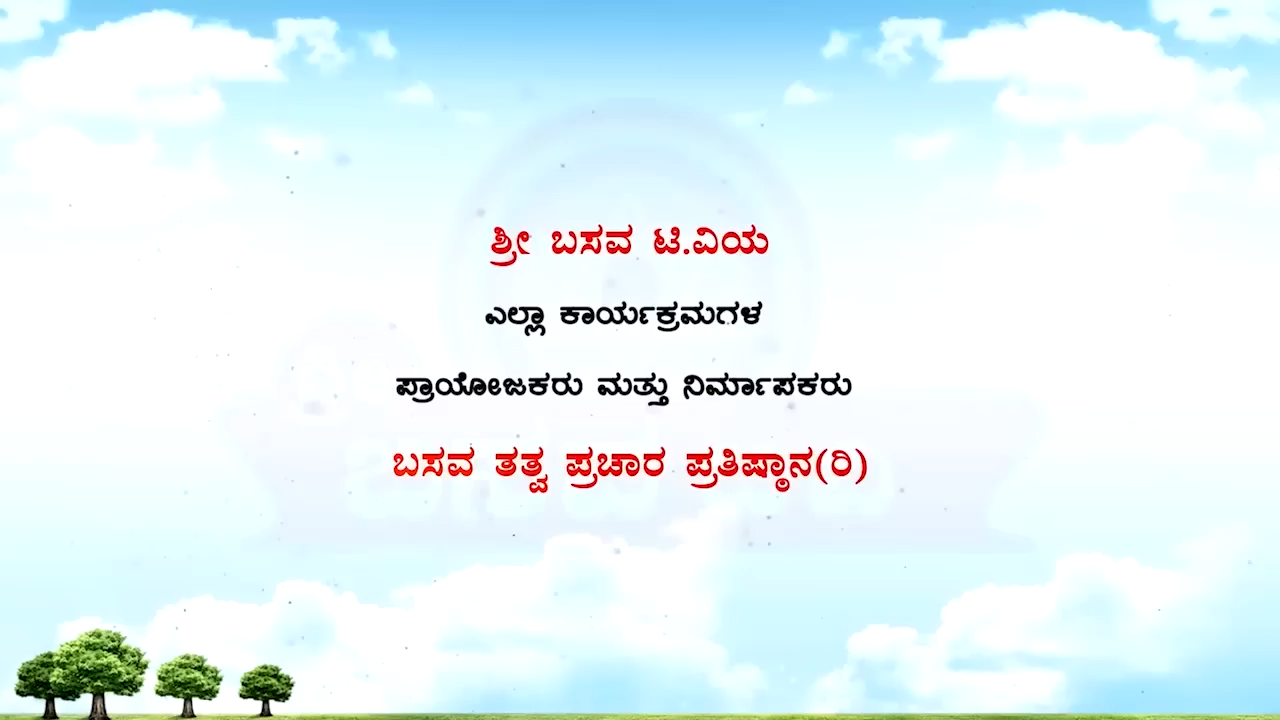 ಶ್ರೀ ಬಸವ ಟಿ.ವಿಯ
ಎಲ್ಲಾ ಕಾರ್ಯಕ್ರಮಗಳ
ಪ್ರಾಯೋಜಕರು ಮತ್ತು ನಿರ್ಮಾಪಕರು
ಬಸವ ತತ್ವ ಪ್ರಚಾರ ಪ್ರತಿಷ್ಠಾನ(ರಿ)